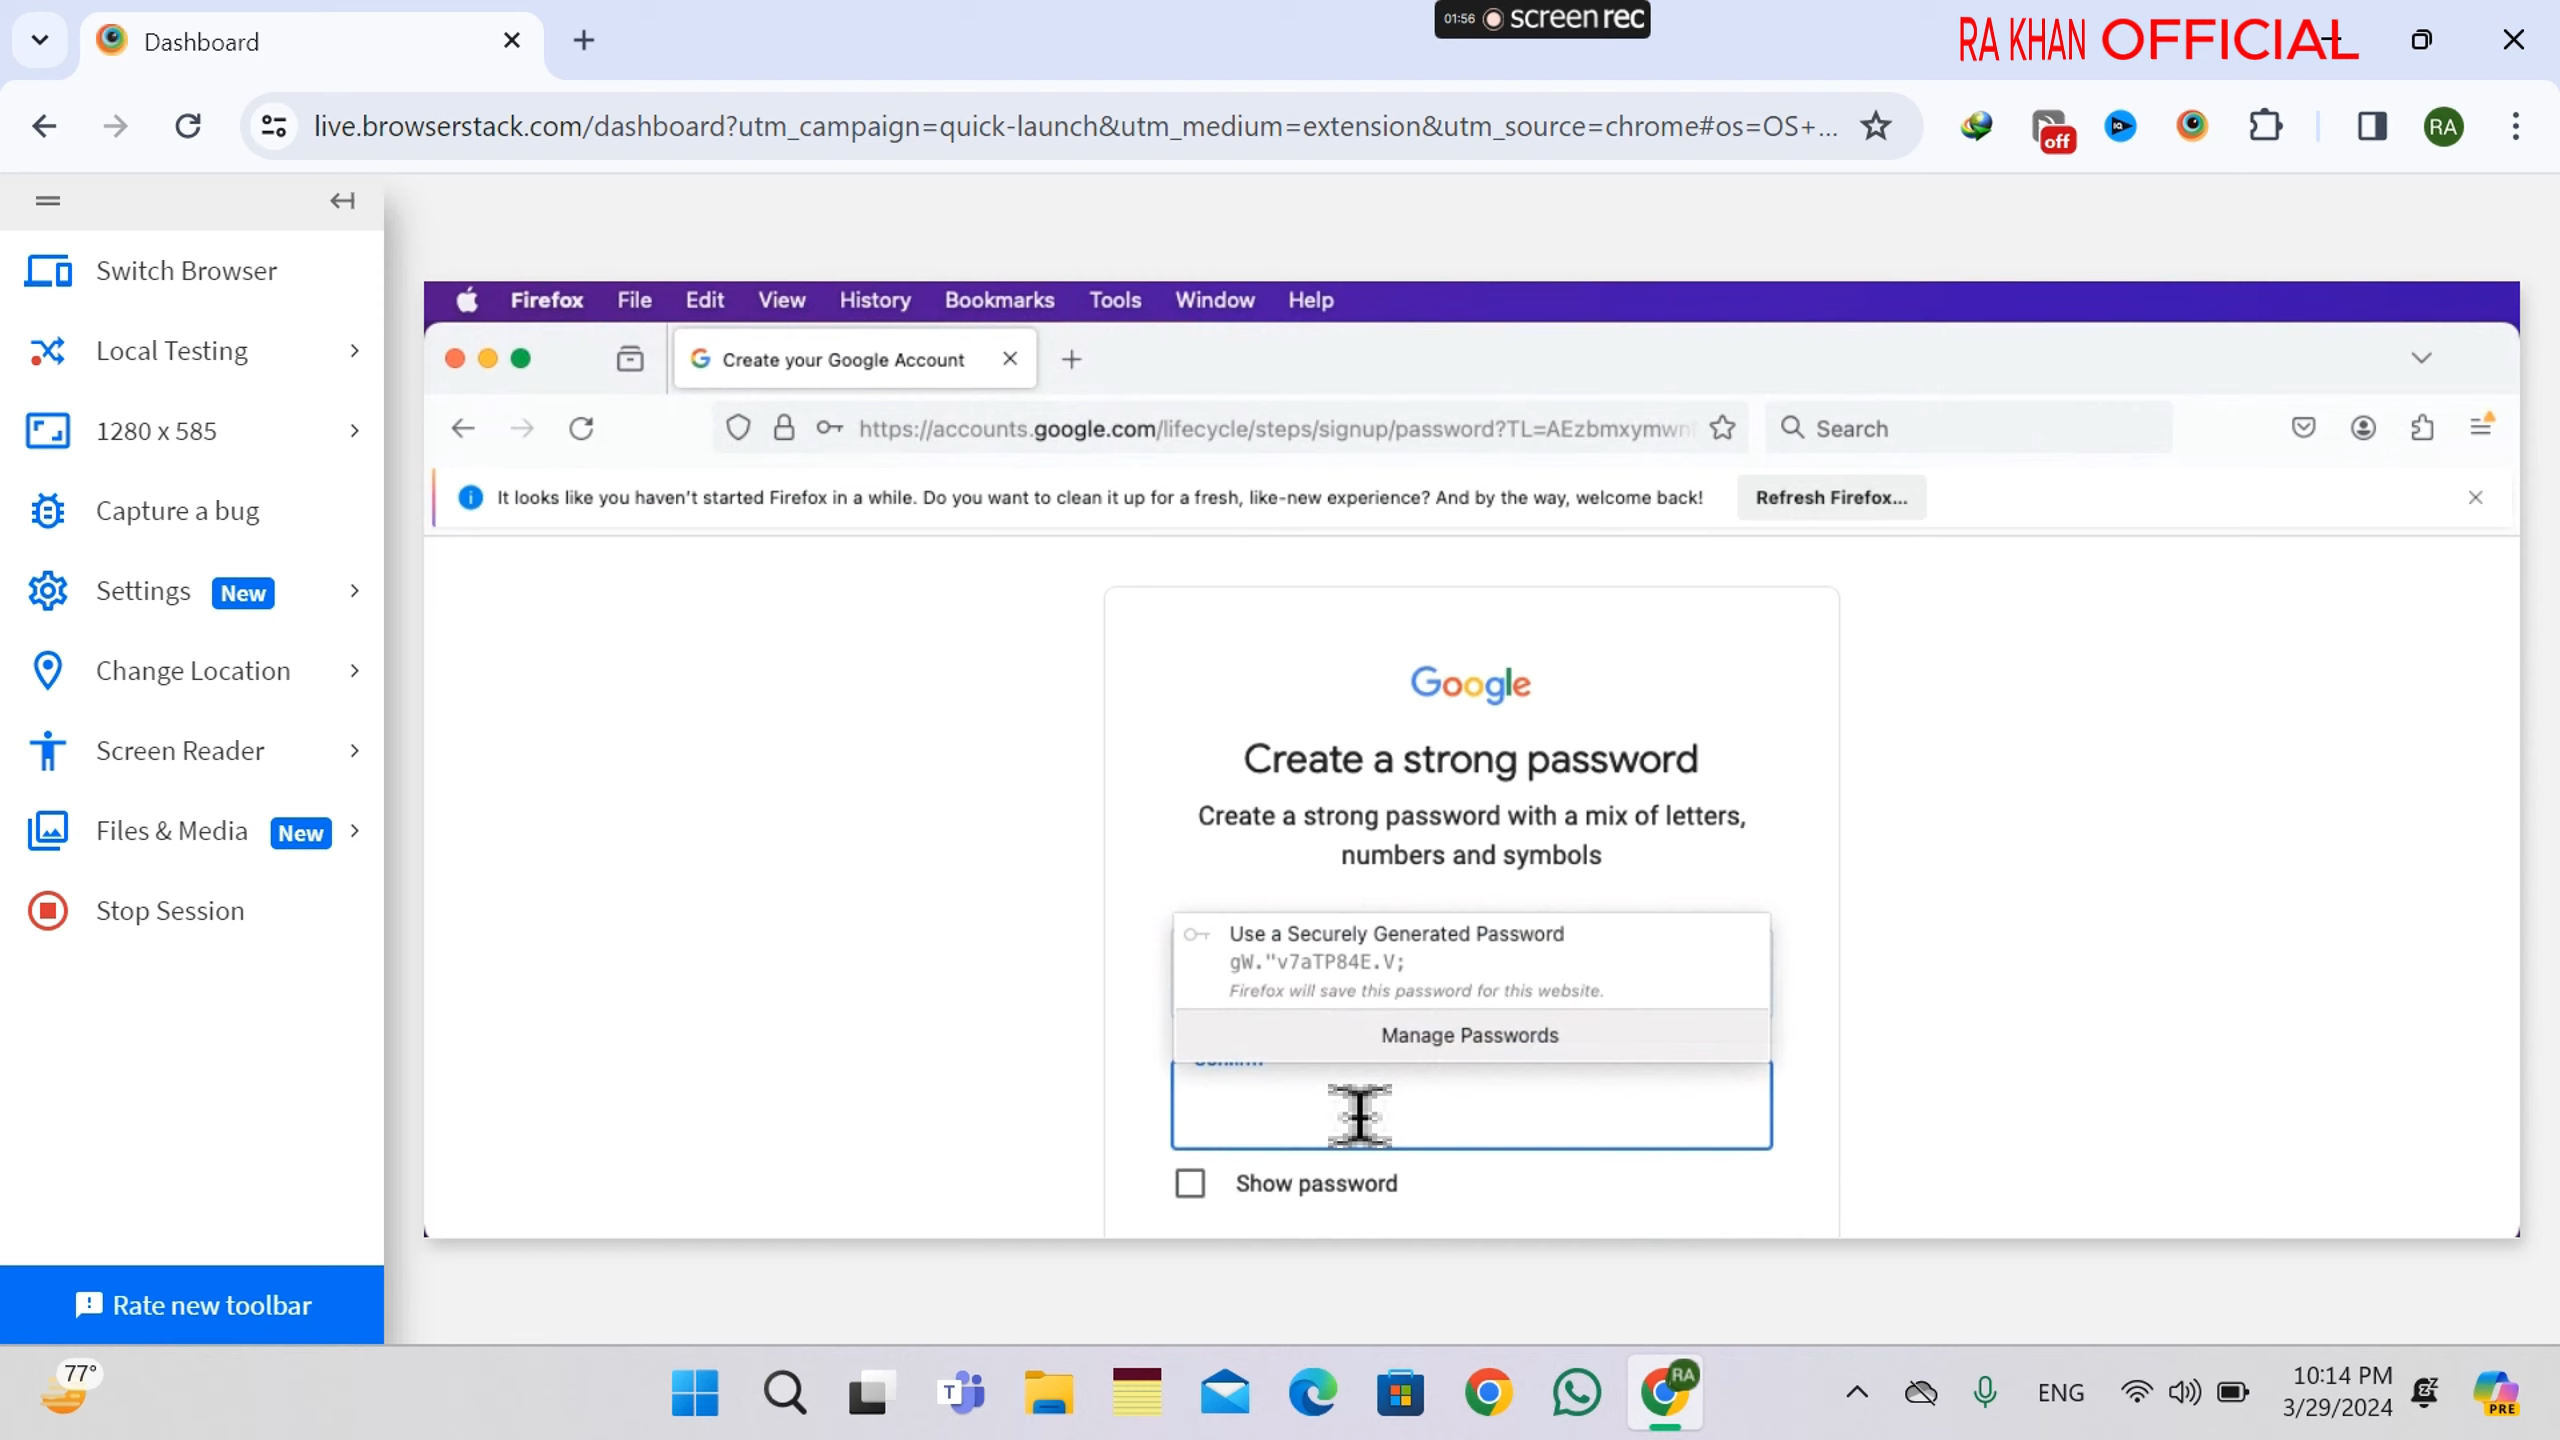 01:56 screen rec
RA KHAN OFFICIAL
Dashboard
live.browserstack.com/dashboard?utm_campaign=quick-launch&utm_medium=extension&utm_source=chrome#os=OS+...
off
RA
Switch Browser
Local Testing
1280 x 585
Capture a bug
Settings New
Change Location
Screen Reader
Files & Media New
Stop Session
Rate new toolbar
Firefox File Edit View History Bookmarks Tools Window Help
Create your Google Account
https://accounts.google.com/lifecycle/steps/signup/password?TL=AEzbmxymwn
Search
It looks like you haven't started Firefox in a while. Do you want to clean it up for a fresh, like-new experience? And by the way, welcome back!
Refresh Firefox...
Google
Create a strong password
Create a strong password with a mix of letters,
numbers and symbols
Use a Securely Generated Password
gW."v7aTP84E.V;
Firefox will save this password for this website.
Manage Passwords
Show password
77°
T
RA
ENG
10:14 PM
3/29/2024
PRE